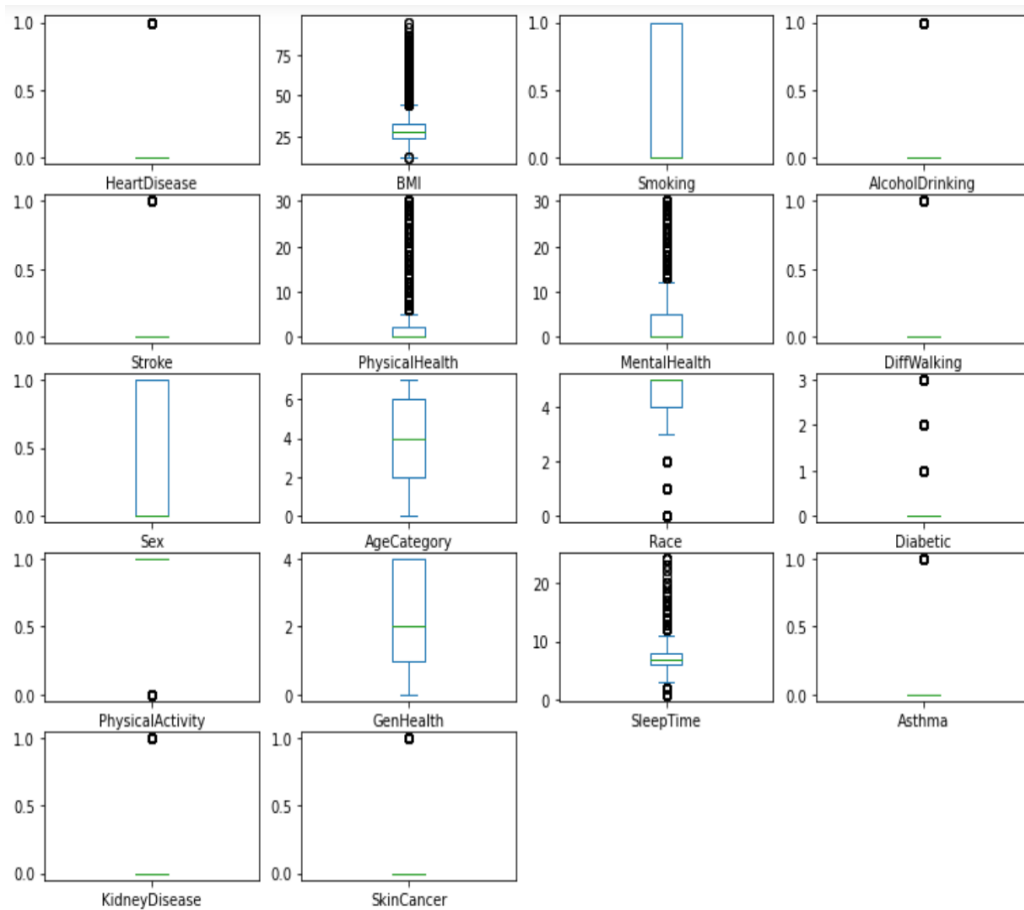 1.0 0.5 0.0 HeartDisease
75 50 25 BMI
1.0 0.5 0.0 Smoking
1.0 0.5 0.0 AlcoholDrinking
1.0 0.5 0.0 Stroke
30 20 10 0 PhysicalHealth
30 20 10 0 MentalHealth
1.0 0.5 0.0 DiffWalking
1.0 0.5 0.0 Sex
6 4 2 0 AgeCategory
4 2 0 Race
3 2 1 0 Diabetic
1.0 0.5 0.0 PhysicalActivity
4 2 0 GenHealth
20 10 0 SleepTime
1.0 0.5 0.0 Asthma
1.0 0.5 0.0 KidneyDisease
1.0 0.5 0.0 SkinCancer